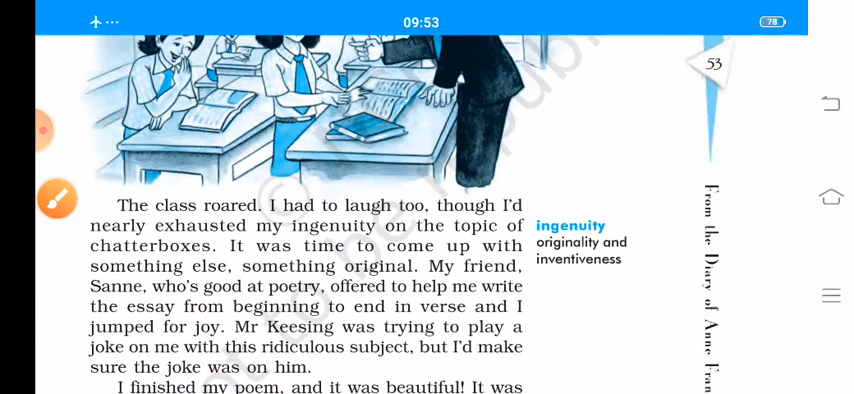 09:53
78
53
The class roared. I had to laugh too, though I'd
nearly exhausted my ingenuity on the topic of
chatterboxes. It was time to come up with
something else, something original. My friend,
Sanne, who's good at poetry, offered to help me write
the essay from beginning to end in verse and I
jumped for joy. Mr Keesing was trying to play a
joke on me with this ridiculous subject, but I'd make
sure the joke was on him.
I finished my poem, and it was beautiful! It was
ingenuity
originality and
inventiveness
From the Diary of Anne Fran
not to be republi